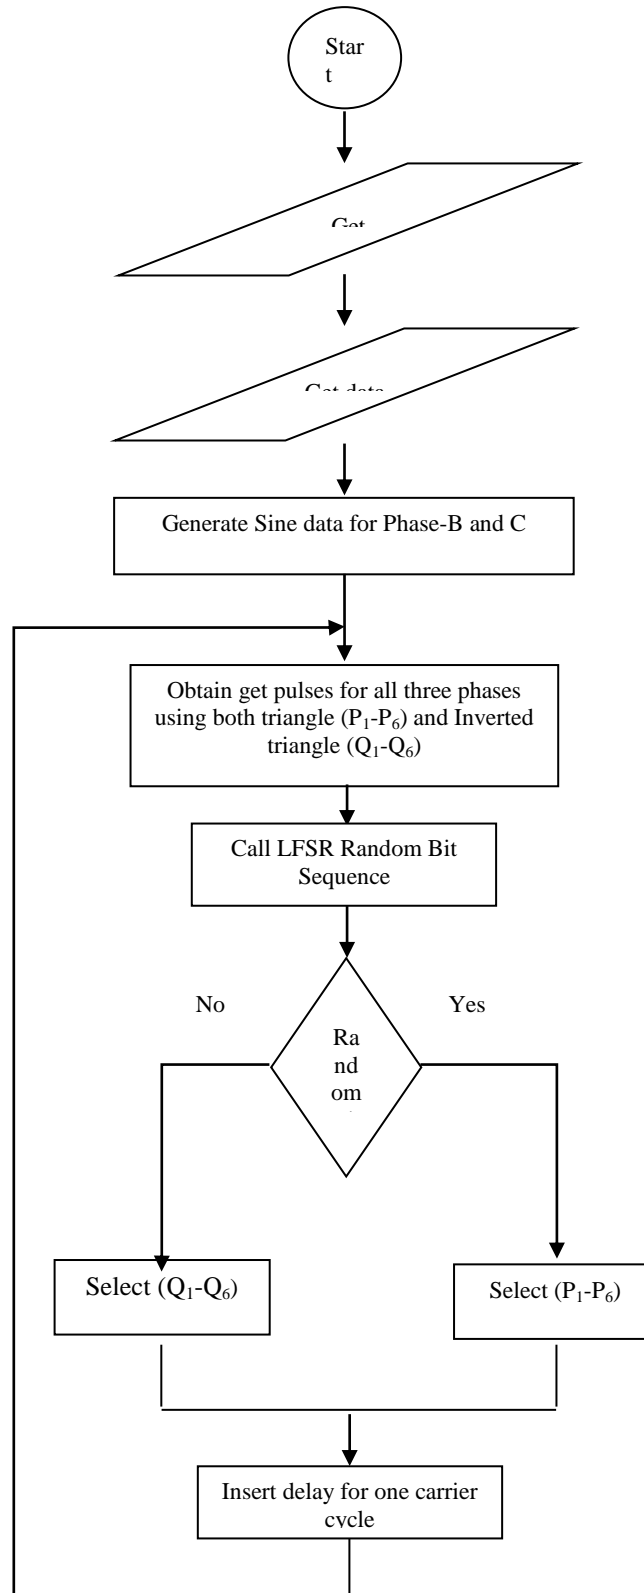 Star
t
Get
Get data
Generate Sine data for Phase-B and C
Obtain get pulses for all three phases
using both triangle (P₁-P₆) and Inverted
triangle (Q₁-Q₆)
Call LFSR Random Bit
Sequence
No
Yes
Ra
nd
om
Select (Q₁-Q₆)
Select (P₁-P₆)
Insert delay for one carrier
cycle